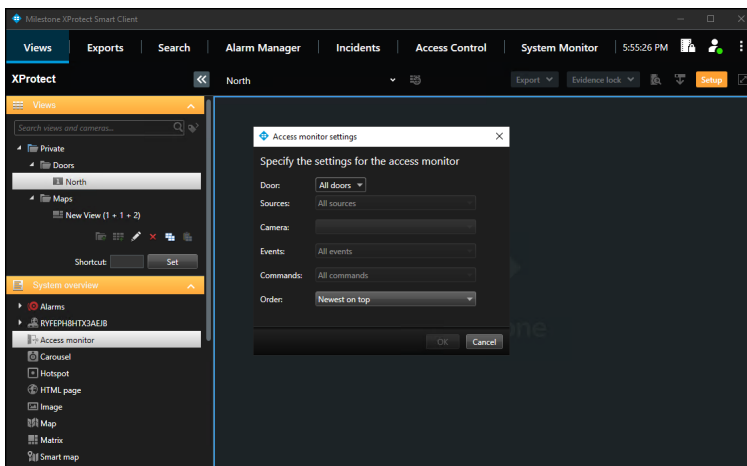 Milestone XProtect Smart Client
Views Exports Search Alarm Manager Incidents Access Control System Monitor 5:55:26 PM
XProtect North Export Evidence lock Setup
Views
Search views and cameras...
Private
Doors
North
Maps
New View (1 + 1 + 2)
Shortcut: Set
System overview
Alarms
RYFEPH8HTX3AEJB
Access monitor
Carousel
Hotspot
HTML page
Image
Map
Matrix
Smart map
Access monitor settings
Specify the settings for the access monitor
Door: All doors
Sources: All sources
Camera:
Events: All events
Commands: All commands
Order: Newest on top
OK Cancel